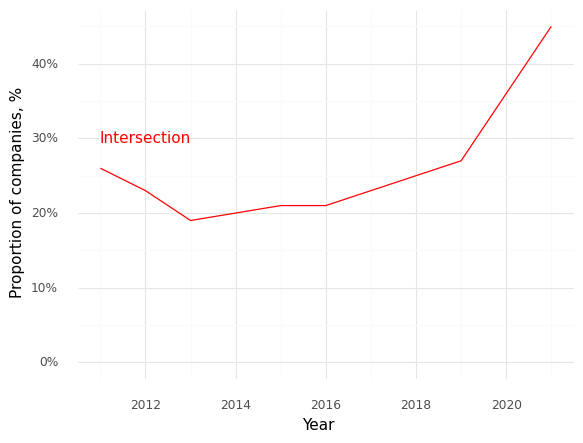 Proportion of companies, %
40%
30%
20%
10%
0%
Intersection
2012 2014 2016 2018 2020
Year